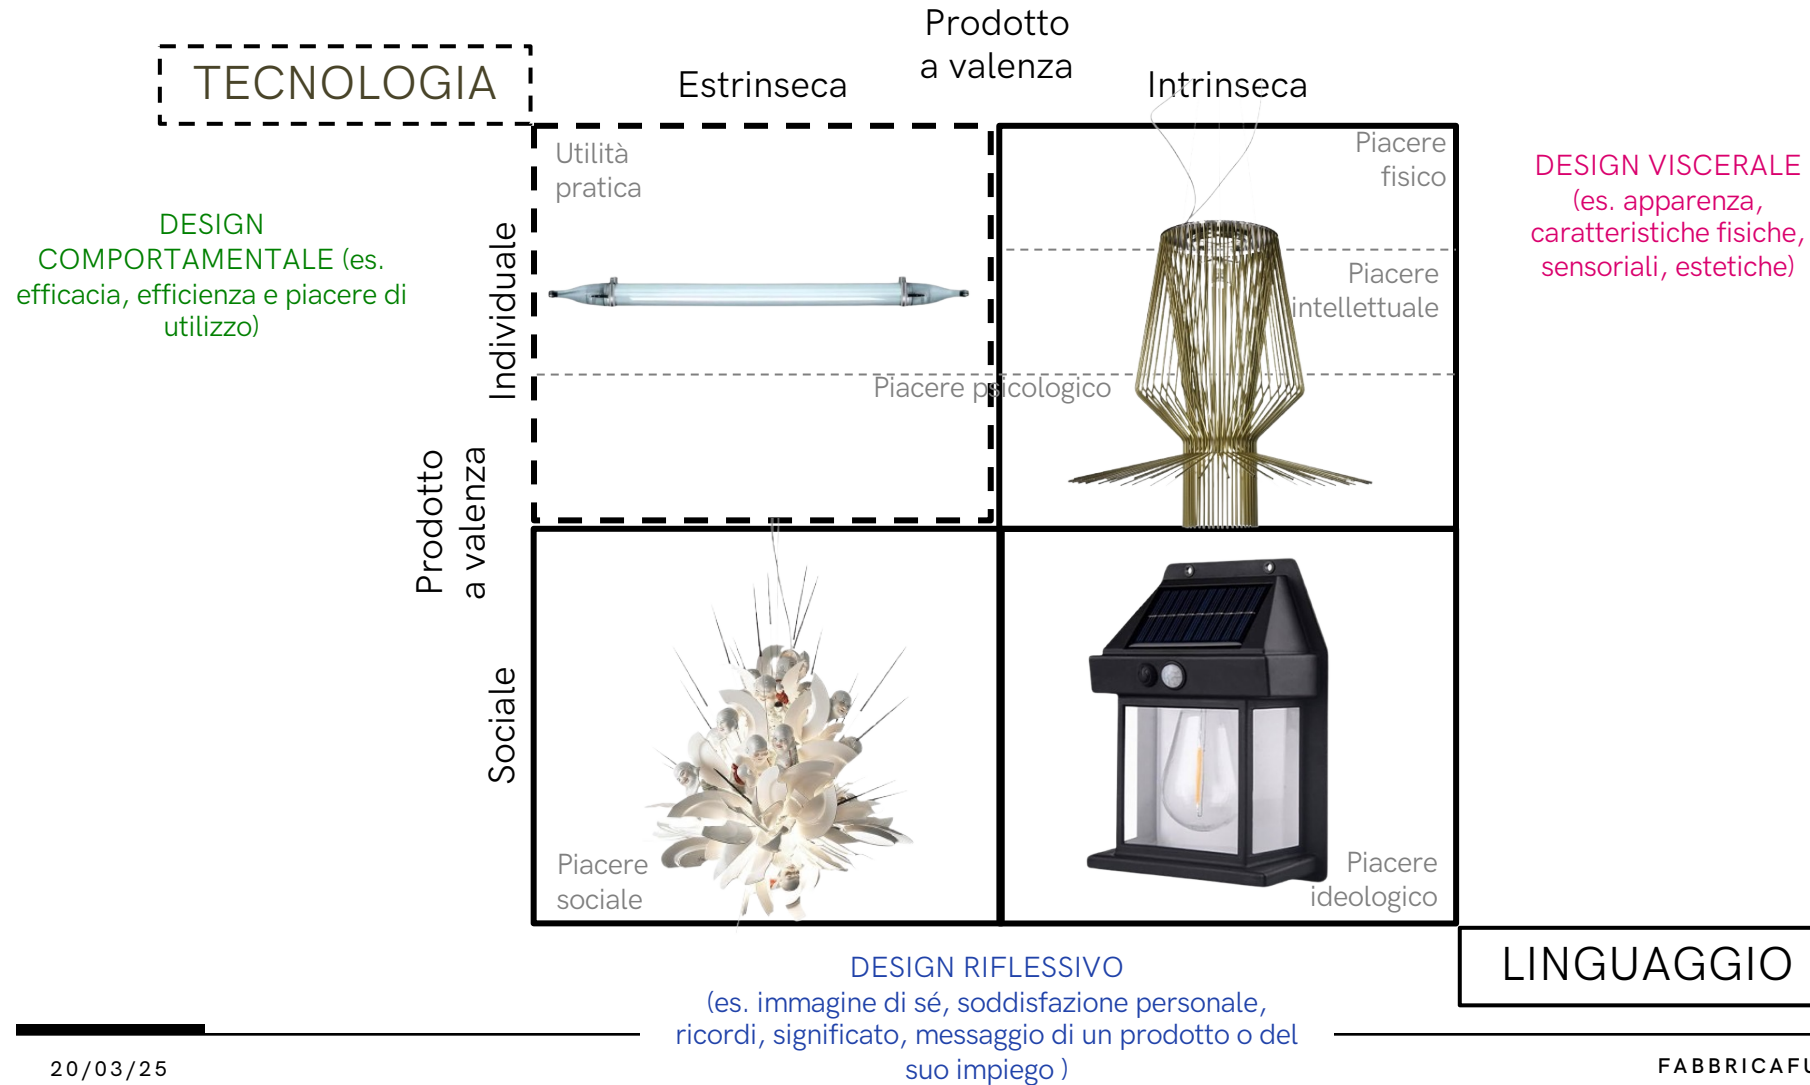 Prodotto
a valenza
TECNOLOGIA
Estrinseca
Intrinseca
Utilità
pratica
Piacere
fisico
DESIGN VISCERALE
(es. apparenza,
caratteristiche fisiche,
sensoriali, estetiche)
DESIGN
COMPORTAMENTALE (es.
efficacia, efficienza e piacere di
utilizzo)
Individuale
Piacere
intellettuale
Piacere psicologico
Prodotto
a valenza
Sociale
Piacere
sociale
Piacere
ideologico
LINGUAGGIO
DESIGN RIFLESSIVO
(es. immagine di sé, soddisfazione personale,
ricordi, significato, messaggio di un prodotto o del
suo impiego )
20/03/25
FABBRICAFU